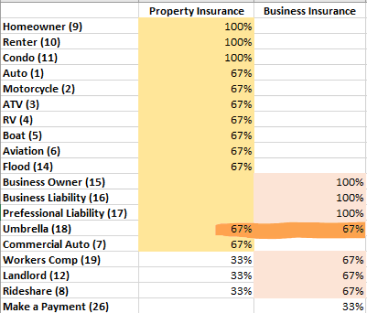 Property Insurance Business Insurance
Homeowner (9) 100%
Renter (10) 100%
Condo (11) 100%
Auto (1) 67%
Motorcycle (2) 67%
ATV (3) 67%
RV (4) 67%
Boat (5) 67%
Aviation (6) 67%
Flood (14) 67%
Business Owner (15) 100%
Business Liability (16) 100%
Prefessional Liability (17) 100%
Umbrella (18) 67% 67%
Commercial Auto (7) 67%
Workers Comp (19) 33% 67%
Landlord (12) 33% 67%
Rideshare (8) 33% 67%
Make a Payment (26) 33%